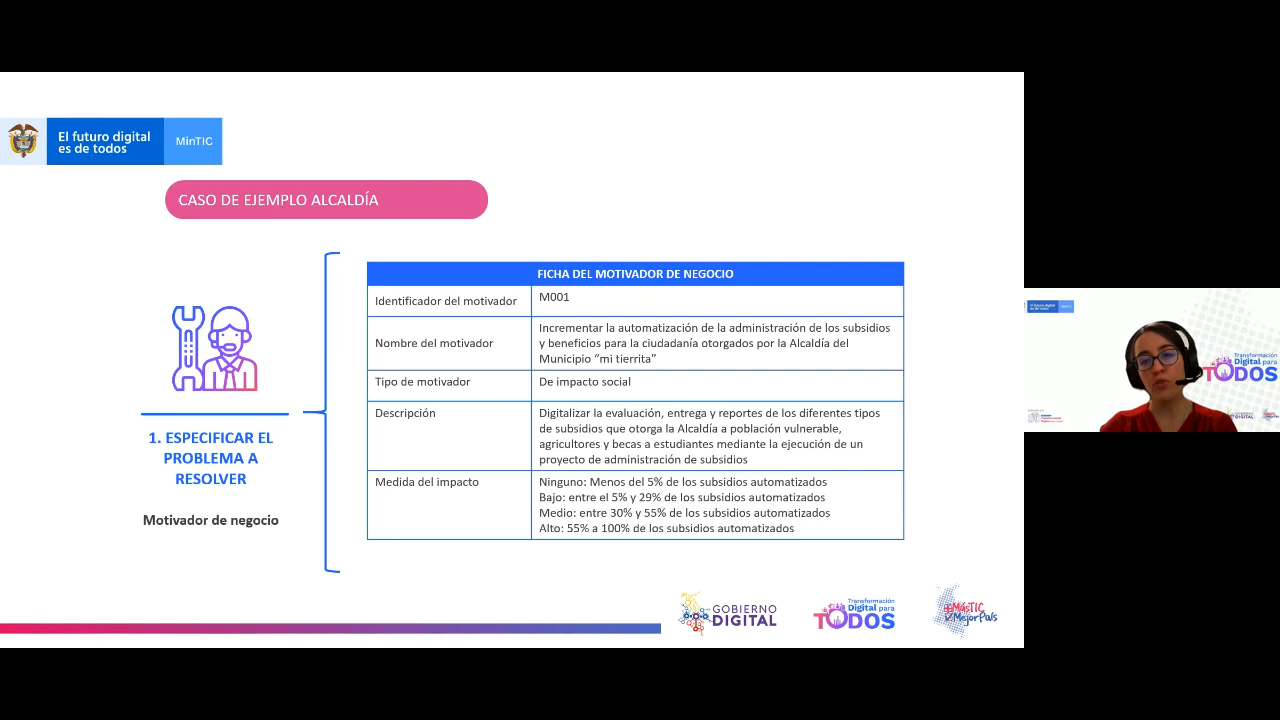 El futuro digital
es de todos
MinTIC
CASO DE EJEMPLO ALCALDÍA
1. ESPECIFICAR EL
PROBLEMA A
RESOLVER
Motivador de negocio
FICHA DEL MOTIVADOR DE NEGOCIO
Identificador del motivador
M001
Nombre del motivador
Incrementar la automatización de la administración de los subsidios
y beneficios para la ciudadanía otorgados por la Alcaldía del
Municipio “mi tierrita”
Tipo de motivador
De impacto social
Descripción
Digitalizar la evaluación, entrega y reportes de los diferentes tipos
de subsidios que otorga la Alcaldía a población vulnerable,
agricultores y becas a estudiantes mediante la ejecución de un
proyecto de administración de subsidios
Medida del impacto
Ninguno: Menos del 5% de los subsidios automatizados
Bajo: entre el 5% y 29% de los subsidios automatizados
Medio: entre 30% y 55% de los subsidios automatizados
Alto: 55% a 100% de los subsidios automatizados
GOBIERNO
DIGITAL
Transformación
Digital para
TODOS
+MásTIC
MejorPaís
Transformación
Digital para
TODOS